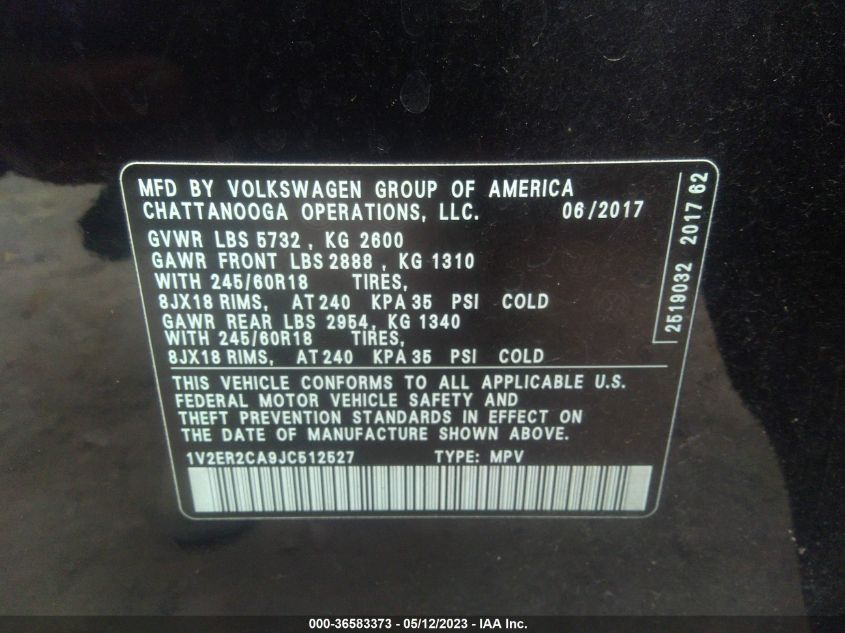 MFD BY VOLKSWAGEN GROUP OF AMERICA
CHATTANOOGA OPERATIONS, LLC. 06/2017
GVWR LBS 5732 , KG 2600
GAWR FRONT LBS 2888 , KG 1310
WITH 245/60R18 TIRES,
8JX18 RIMS, AT 240 KPA 35 PSI COLD
GAWR REAR LBS 2954, KG 1340
WITH 245/60R18 TIRES,
8JX18 RIMS, AT 240 KPA 35 PSI COLD
THIS VEHICLE CONFORMS TO ALL APPLICABLE U.S.
FEDERAL MOTOR VEHICLE SAFETY AND
THEFT PREVENTION STANDARDS IN EFFECT ON
THE DATE OF MANUFACTURE SHOWN ABOVE.
1V2ER2CA9JC512527 TYPE: MPV
2519032 2017 62
000-36583373 - 05/12/2023 - IAA Inc.